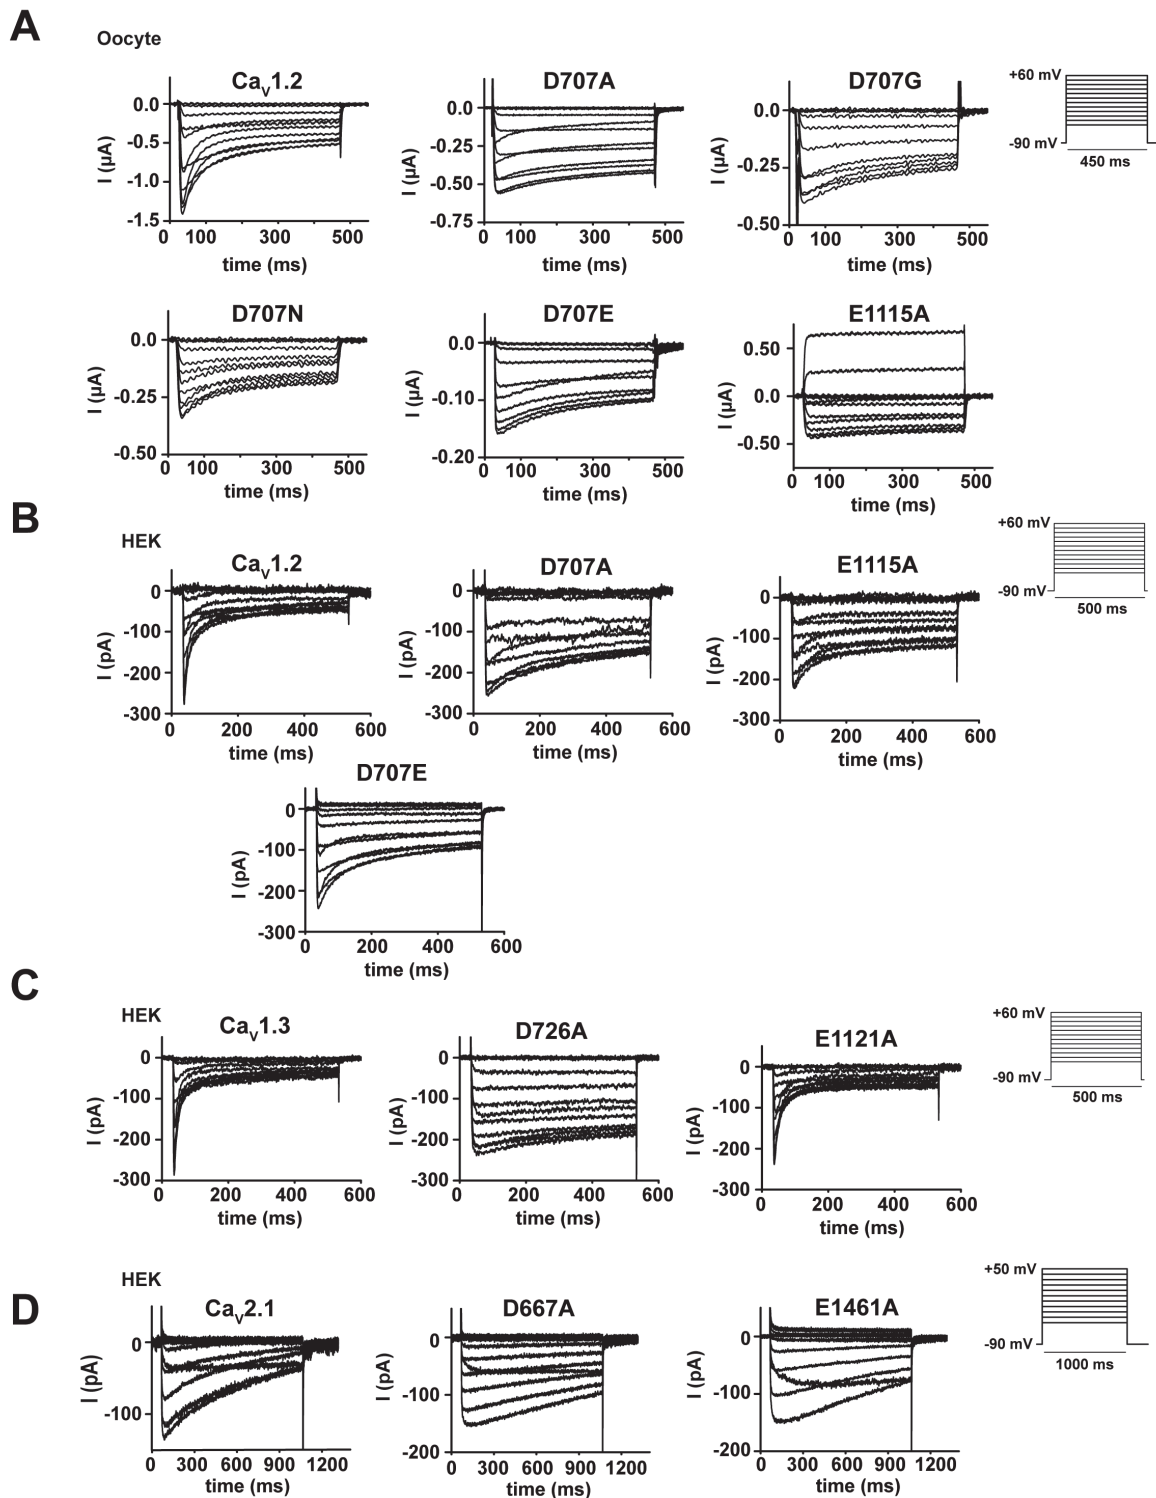 A
Oocyte
CaV1.2
D707A
D707G
+60 mV
-90 mV
450 ms
0.0
-0.5
-1.0
-1.5
I (µA)
0 100 300 500
time (ms)
0.0
-0.25
-0.50
-0.75
I (µA)
0 100 300 500
time (ms)
0.0
-0.25
-0.50
I (µA)
0 100 300 500
time (ms)
D707N
D707E
E1115A
0.0
-0.25
-0.50
I (µA)
0 100 300 500
time (ms)
0.0
-0.10
-0.20
I (µA)
0 100 300 500
time (ms)
0.50
0.0
-0.50
I (µA)
0 100 300 500
time (ms)
B
HEK
CaV1.2
D707A
E1115A
+60 mV
-90 mV
500 ms
0
-100
-200
-300
I (pA)
0 200 400 600
time (ms)
0
-100
-200
-300
I (pA)
0 200 400 600
time (ms)
0
-100
-200
-300
I (pA)
0 200 400 600
time (ms)
D707E
0
-100
-200
-300
I (pA)
0 200 400 600
time (ms)
C
HEK
CaV1.3
D726A
E1121A
+60 mV
-90 mV
500 ms
0
-100
-200
-300
I (pA)
0 200 400 600
time (ms)
0
-100
-200
-300
I (pA)
0 200 400 600
time (ms)
0
-100
-200
-300
I (pA)
0 200 400 600
time (ms)
D
HEK
CaV2.1
D667A
E1461A
+50 mV
-90 mV
1000 ms
0
-100
I (pA)
0 300 600 900 1200
time (ms)
0
-100
-200
I (pA)
0 300 600 900 1200
time (ms)
0
-100
-200
I (pA)
0 300 600 900 1200
time (ms)